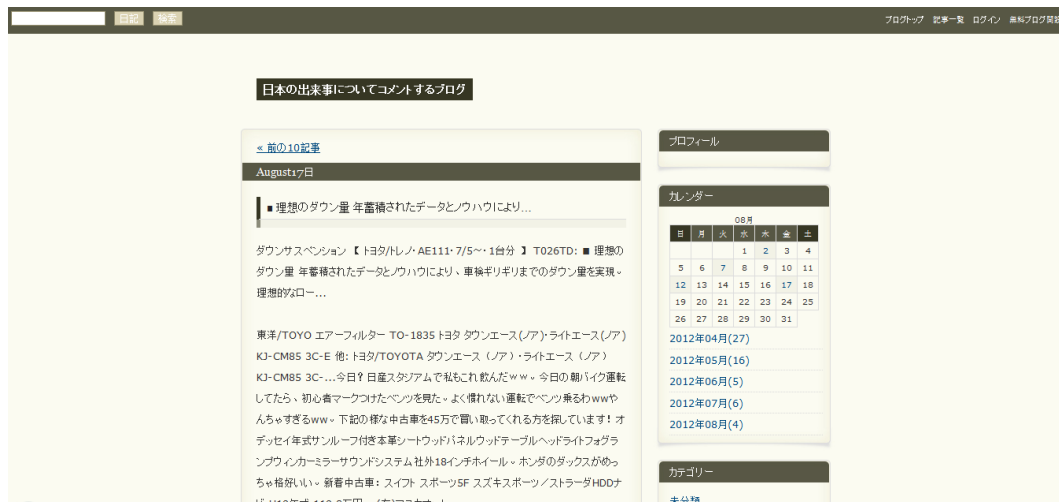 日記 検索
ブログトップ 記事一覧 ログイン 無料ブログ開設
日本の出来事についてコメントするブログ
« 前の10記事
August17日
■ 理想のダウン量 年蓄積されたデータとノウハウにより...
ダウンサスペンション 【 トヨタ/トレノ・AE111・7/5~・1台分 】 T026TD: ■ 理想の
ダウン量 年蓄積されたデータとノウハウにより、車検ギリギリまでのダウン量を実現。
理想的なロー...
東洋/TOYO エアーフィルター TO-1835 トヨタ タウンエース(ノア)・ライトエース(ノア)
KJ-CM85 3C-E 他: トヨタ/TOYOTA タウンエース（ノア）・ライトエース（ノア）
KJ-CM85 3C-...今日？日産スタジアムで私もこれ飲んだｗｗ。今日の朝バイク運転
してたら、初心者マークつけたベンツを見た。よく慣れない運転でベンツ乗るわwwや
んちゃすぎるww。下記の様な中古車を45万で買い取ってくれる方を探しています！オ
デッセイ年式サンルーフ付き本革シートウッドパネルウッドテーブルヘッドライトフォグラ
ンプウィンカーミラーサウンドシステム社外18インチホイール。ホンダのダックスがめっ
ちゃ格好いい。新着中古車: スイフト スポーツ5F スズキスポーツ／ストラーダHDDナ
プロフィール
カレンダー
08月
日 月 火 水 木 金 土
1 2 3 4
5 6 7 8 9 10 11
12 13 14 15 16 17 18
19 20 21 22 23 24 25
26 27 28 29 30 31
2012年04月(27)
2012年05月(16)
2012年06月(5)
2012年07月(6)
2012年08月(4)
カテゴリー
未分類